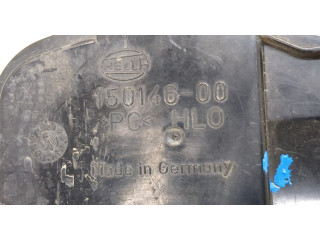 HELLA
150146-00
>PC< HLO
Made in Germany